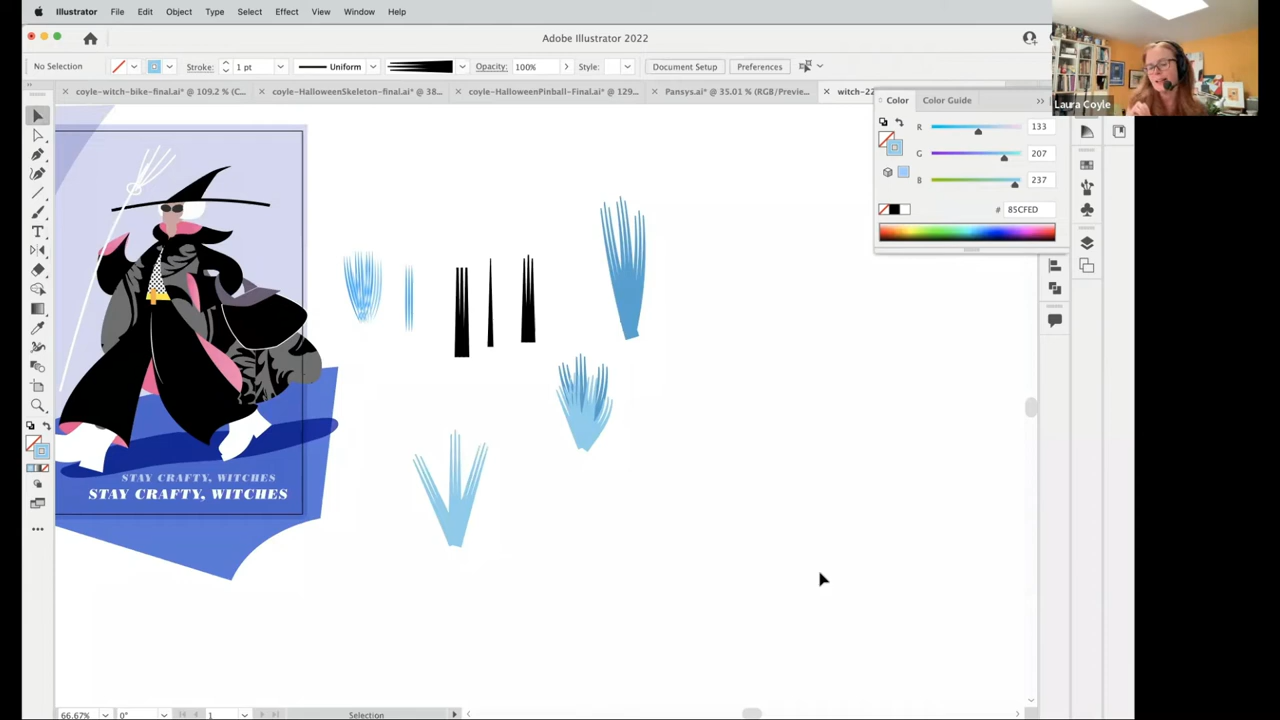 Illustrator File Edit Object Type Select Effect View Window Help
Adobe Illustrator 2022
No Selection Stroke: 1 pt Uniform Opacity: 100% Style: Document Setup Preferences
coyle-witch-bike-final.ai* @ 109.2 % (C...
coyle-HalloweenSkeleton-final.ai* @ 38...
coyle-HalloweenPinball-Final.ai* @ 129...
Pansys.ai* @ 35.01 % (RGB/Previe...
witch-22
Laura Coyle
Color Color Guide
R 133
G 207
B 237
# 85CFED
STAY CRAFTY, WITCHES
STAY CRAFTY, WITCHES
66.67% 0° 1 Selection